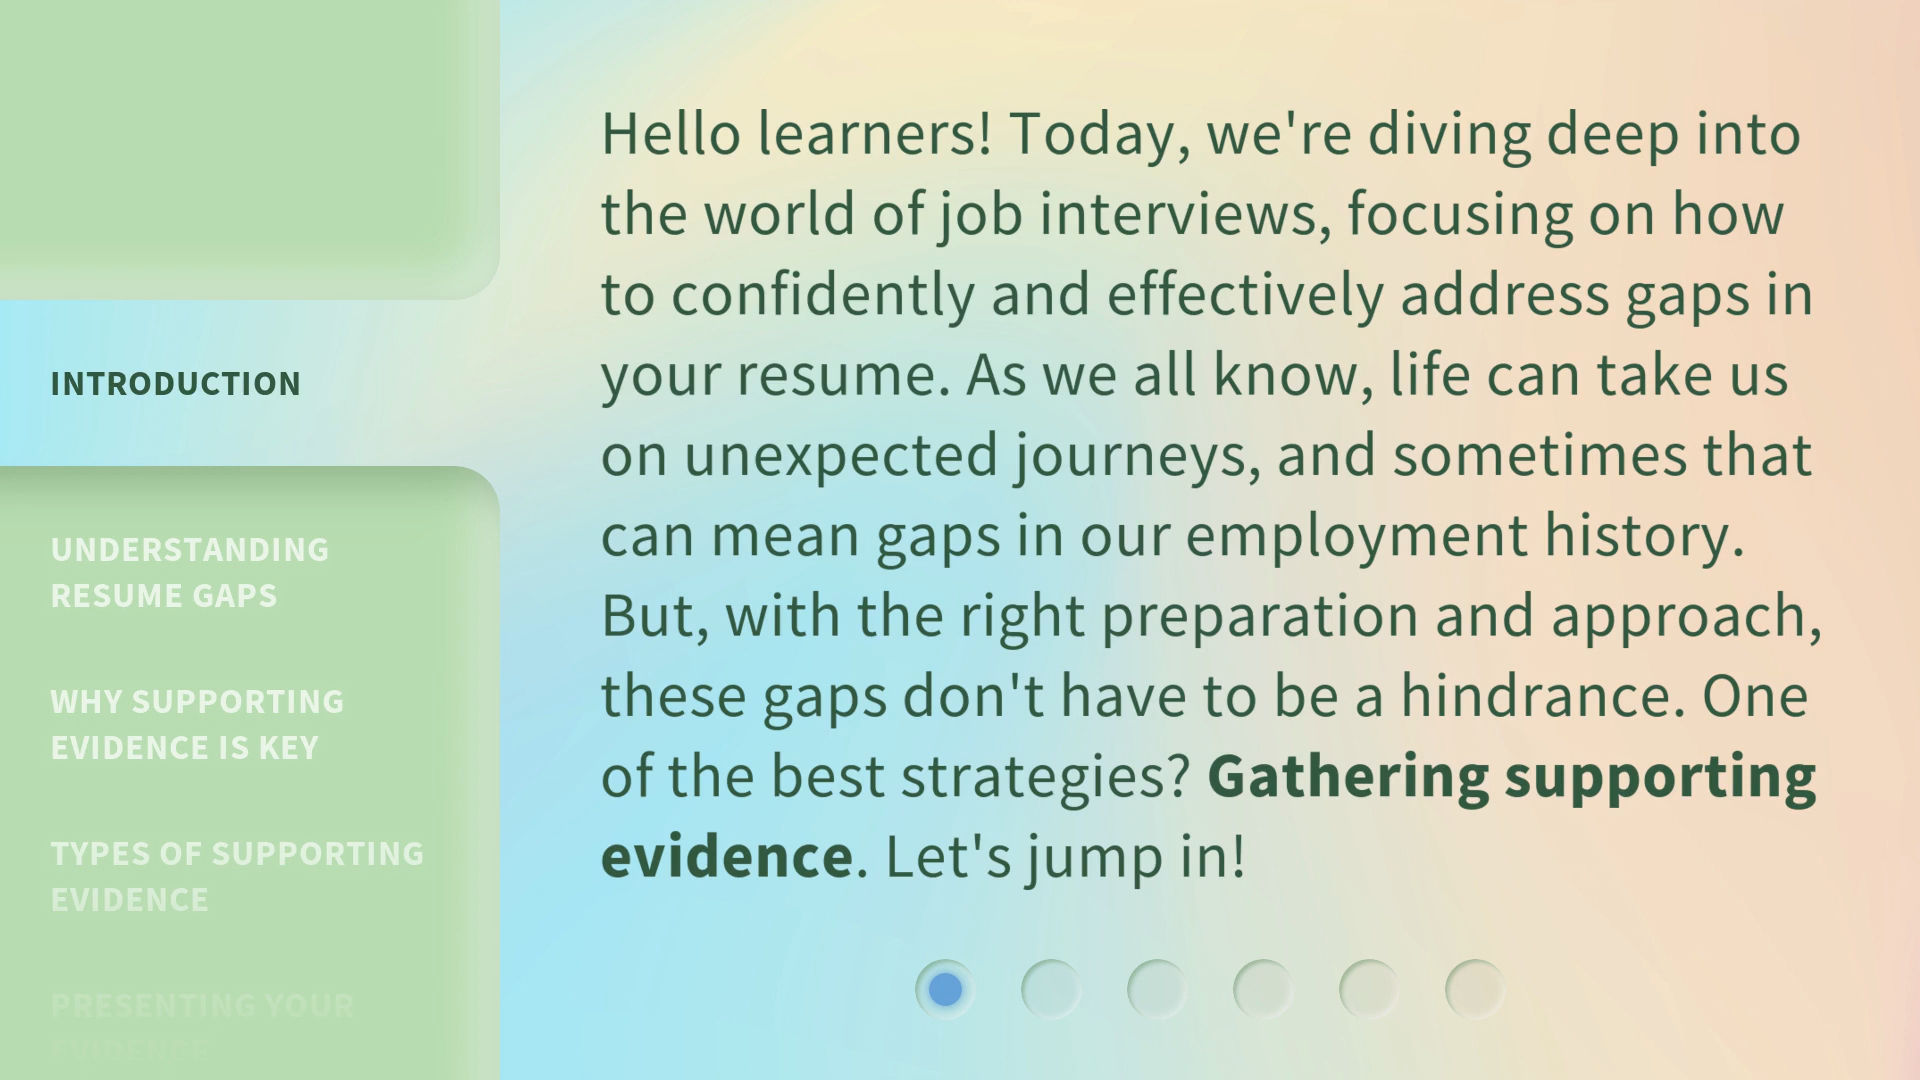 INTRODUCTION
UNDERSTANDING
RESUME GAPS
WHY SUPPORTING
EVIDENCE IS KEY
TYPES OF SUPPORTING
EVIDENCE
PRESENTING YOUR
EVIDENCE
Hello learners! Today, we're diving deep into
the world of job interviews, focusing on how
to confidently and effectively address gaps in
your resume. As we all know, life can take us
on unexpected journeys, and sometimes that
can mean gaps in our employment history.
But, with the right preparation and approach,
these gaps don't have to be a hindrance. One
of the best strategies? Gathering supporting
evidence. Let's jump in!